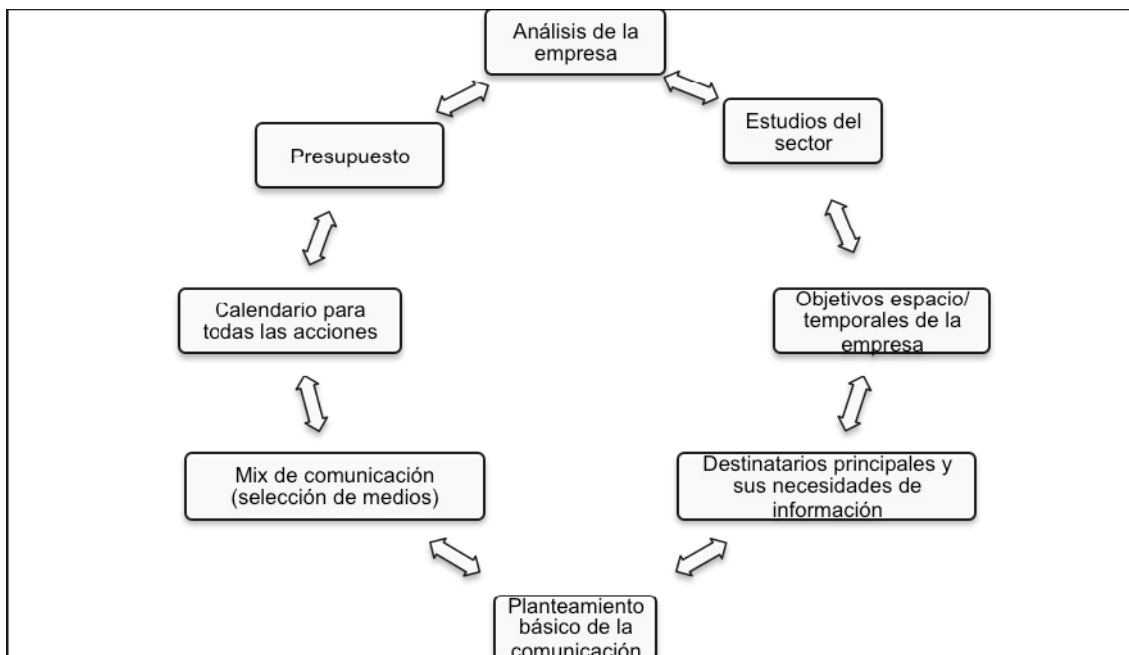 Análisis de la
empresa
Estudios del
sector
Presupuesto
Objetivos espacio/
temporales de la
empresa
Calendario para
todas las acciones
Destinatarios principales y
sus necesidades de
información
Mix de comunicación
(selección de medios)
Planteamiento
básico de la
comunicación